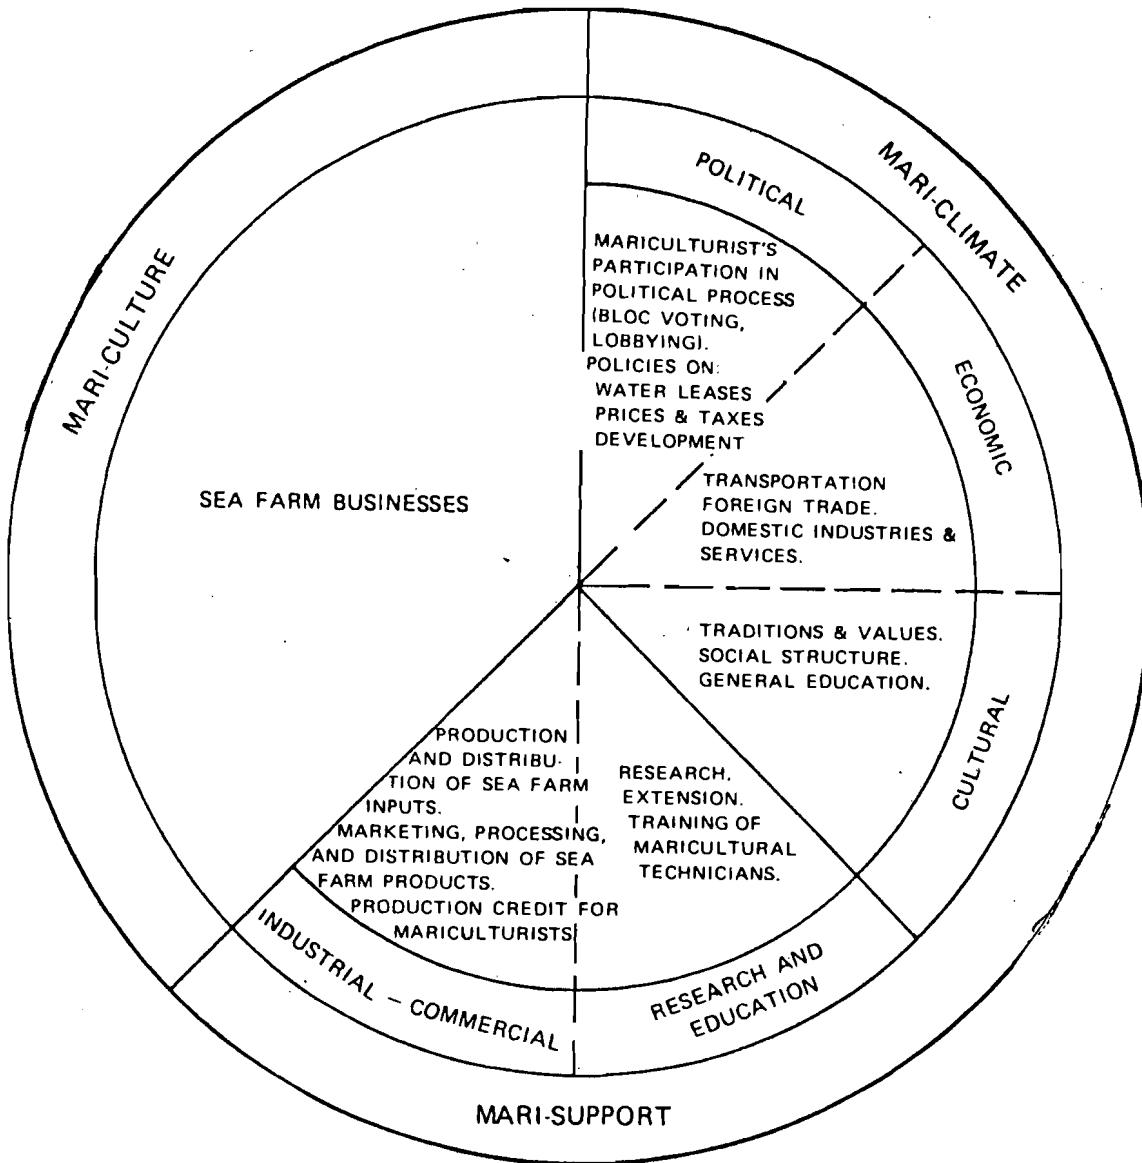 MARI-CULTURE
SEA FARM BUSINESSES
MARI-CLIMATE
POLITICAL
MARICULTURIST'S
PARTICIPATION IN
POLITICAL PROCESS
(BLOC VOTING,
LOBBYING).
POLICIES ON:
WATER LEASES
PRICES & TAXES
DEVELOPMENT
ECONOMIC
TRANSPORTATION
FOREIGN TRADE.
DOMESTIC INDUSTRIES &
SERVICES.
CULTURAL
TRADITIONS & VALUES.
SOCIAL STRUCTURE.
GENERAL EDUCATION.
MARI-SUPPORT
RESEARCH AND
EDUCATION
RESEARCH.
EXTENSION.
TRAINING OF
MARICULTURAL
TECHNICIANS.
INDUSTRIAL – COMMERCIAL
PRODUCTION
AND DISTRIBU-
TION OF SEA FARM
INPUTS.
MARKETING, PROCESSING,
AND DISTRIBUTION OF SEA
FARM PRODUCTS.
PRODUCTION CREDIT FOR
MARICULTURISTS